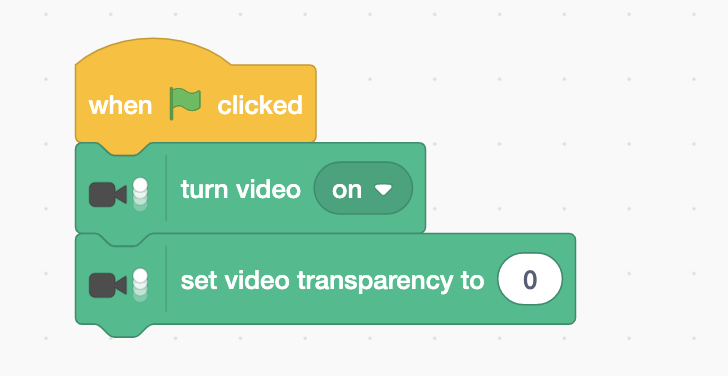 when clicked
turn video on
set video transparency to 0